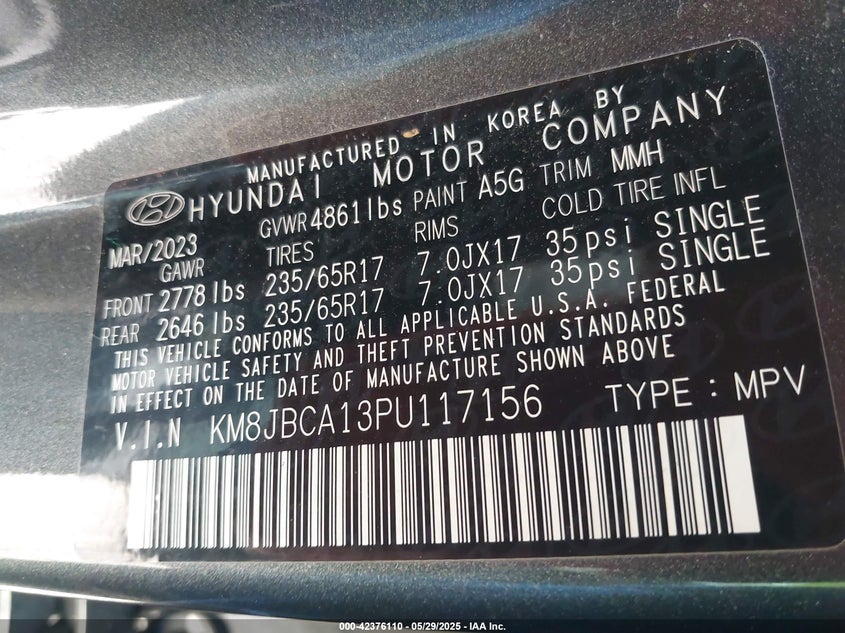 MANUFACTURED IN KOREA BY
HYUNDAI MOTOR COMPANY
MAR/2023 GVWR 4861lbs PAINT A5G TRIM MMH
GAWR TIRES RIMS COLD TIRE INFL
FRONT 2778 lbs 235/65R17 7.0JX17 35psi SINGLE
REAR 2646 lbs 235/65R17 7.0JX17 35psi SINGLE
THIS VEHICLE CONFORMS TO ALL APPLICABLE U.S.A. FEDERAL
MOTOR VEHICLE SAFETY AND THEFT PREVENTION STANDARDS
IN EFFECT ON THE DATE OF MANUFACTURE SHOWN ABOVE
V.I.N KM8JBCA13PU117156 TYPE : MPV
000-42376110 - 05/29/2025 - IAA Inc.